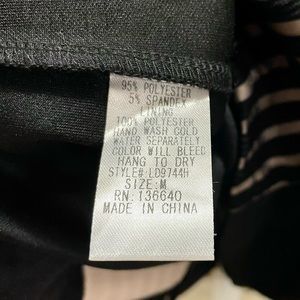 95% POLYESTER
5% SPANDEX
LINING
100% POLYESTER
HAND WASH COLD
WATER SEPARATELY
COLOR WILL BLEED
HANG TO DRY
STYLE# LD9744H
SIZE: M
RN: 136640
MADE IN CHINA